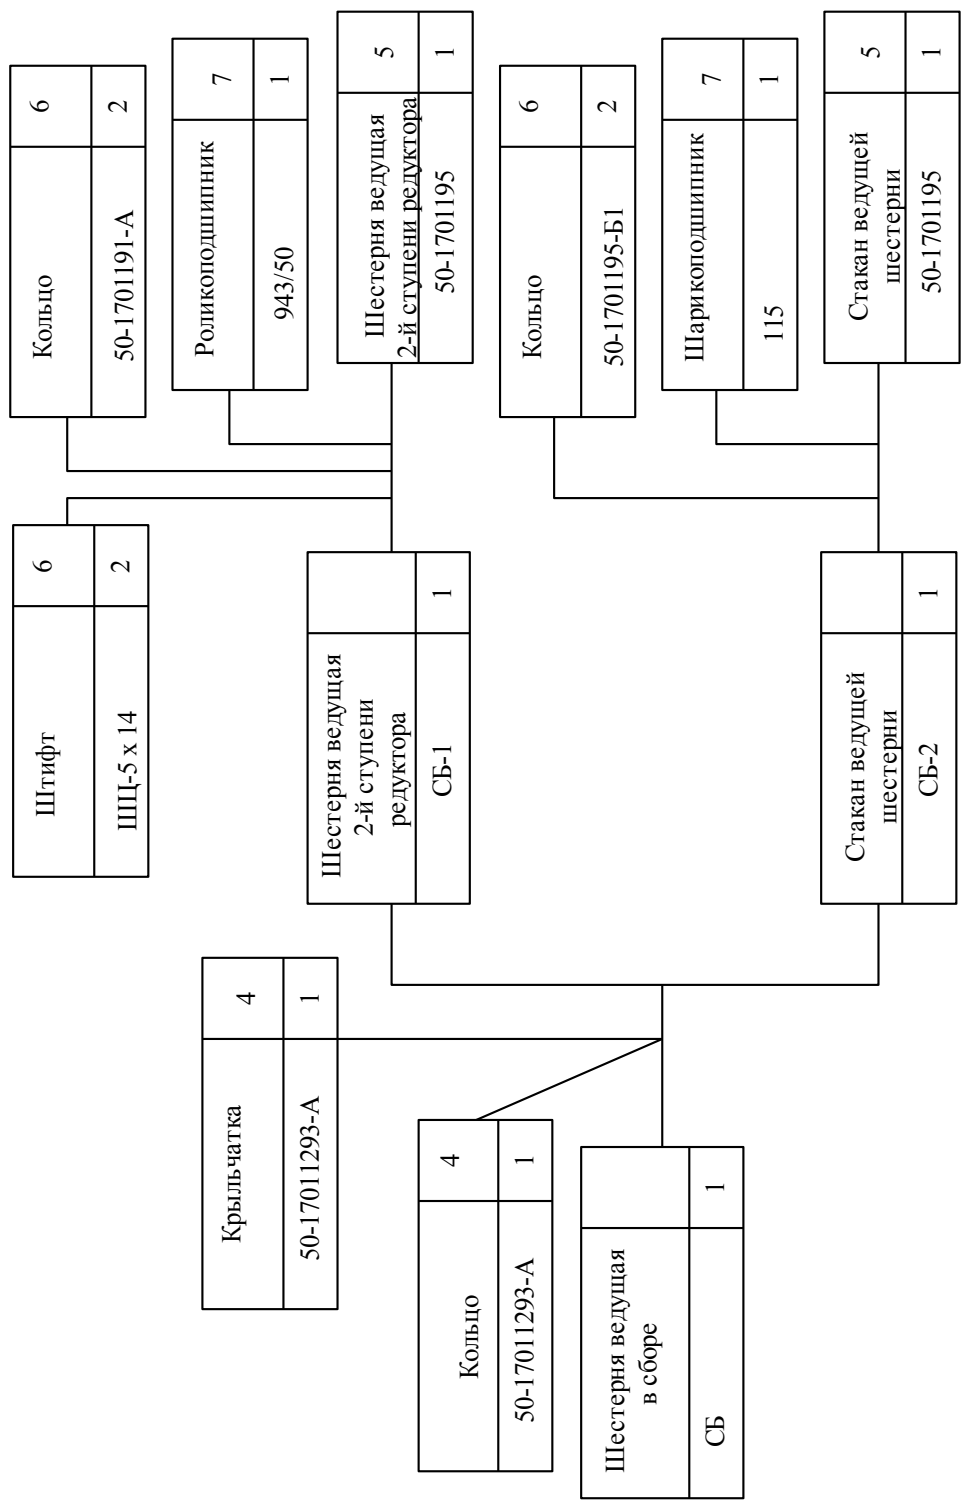 Кольцо
6
50-1701191-А
2
Роликоподшипник
7
943/50
1
Шестерня ведущая
2-й ступени редуктора
5
50-1701195
1
Кольцо
6
50-1701195-Б1
2
Шарикоподшипник
7
115
1
Стакан ведущей
шестерни
5
50-1701195
1
Штифт
6
ШЦ-5 х 14
2
Шестерня ведущая
2-й ступени
редуктора
СБ-1
1
Стакан ведущей
шестерни
СБ-2
1
Крыльчатка
4
50-17011293-А
1
Кольцо
4
50-17011293-А
1
Шестерня ведущая
в сборе
СБ
1